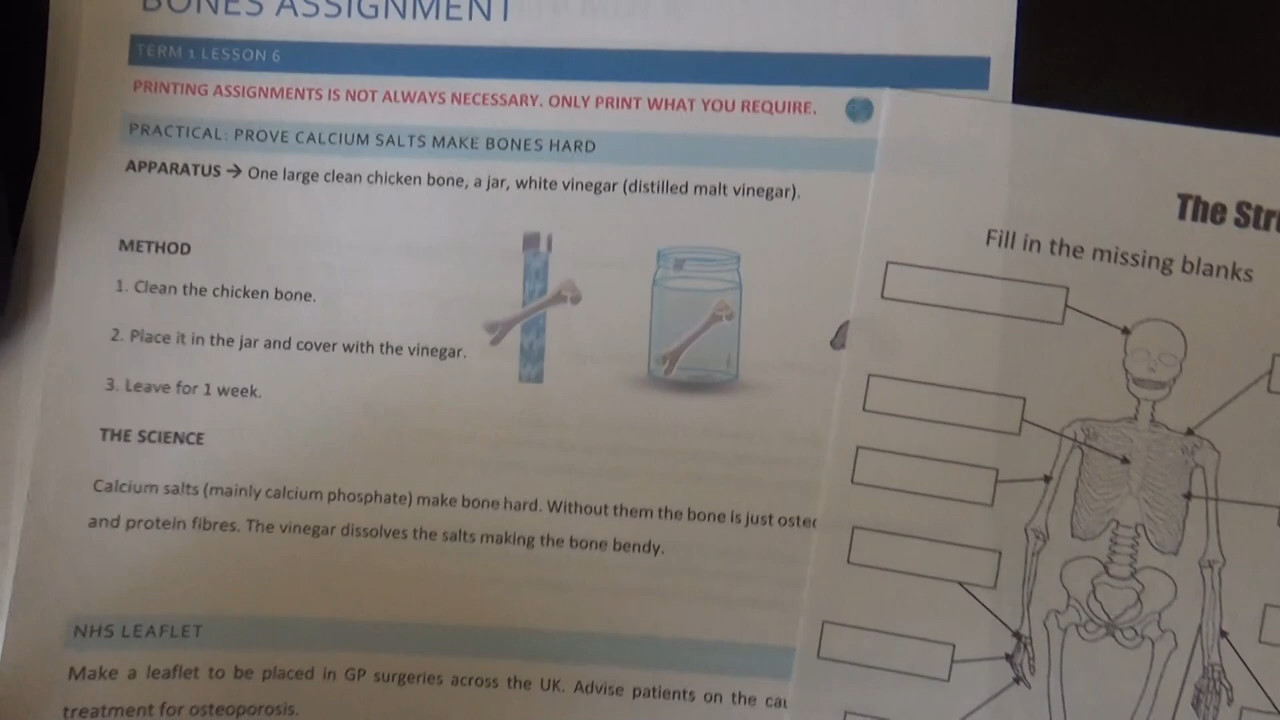 BONES ASSIGNMENT
TERM 1 LESSON 6
PRINTING ASSIGNMENTS IS NOT ALWAYS NECESSARY. ONLY PRINT WHAT YOU REQUIRE.
PRACTICAL: PROVE CALCIUM SALTS MAKE BONES HARD
APPARATUS → One large clean chicken bone, a jar, white vinegar (distilled malt vinegar).
METHOD
1. Clean the chicken bone.
2. Place it in the jar and cover with the vinegar.
3. Leave for 1 week.
THE SCIENCE
Calcium salts (mainly calcium phosphate) make bone hard. Without them the bone is just
and protein fibres. The vinegar dissolves the salts making the bone bendy.
NHS LEAFLET
Make a leaflet to be placed in GP surgeries across the UK. Advise patients on the
treatment for osteoporosis.
The
Fill in the missing blanks